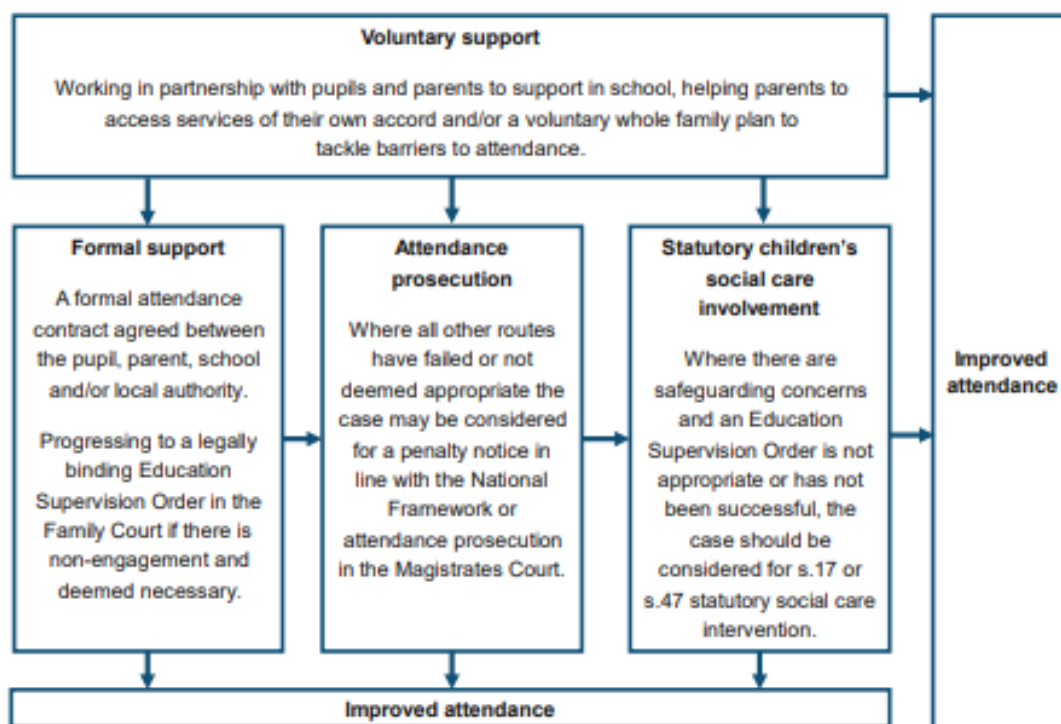 Voluntary support
Working in partnership with pupils and parents to support in school, helping parents to
access services of their own accord and/or a voluntary whole family plan to
tackle barriers to attendance.
Formal support
A formal attendance
contract agreed between
the pupil, parent, school
and/or local authority.
Progressing to a legally
binding Education
Supervision Order in the
Family Court if there is
non-engagement and
deemed necessary.
Attendance
prosecution
Where all other routes
have failed or not
deemed appropriate the
case may be considered
for a penalty notice in
line with the National
Framework or
attendance prosecution
in the Magistrates Court.
Statutory children's
social care
involvement
Where there are
safeguarding concerns
and an Education
Supervision Order is not
appropriate or has not
been successful, the
case should be
considered for s.17 or
s.47 statutory social care
intervention.
Improved
attendance
Improved attendance